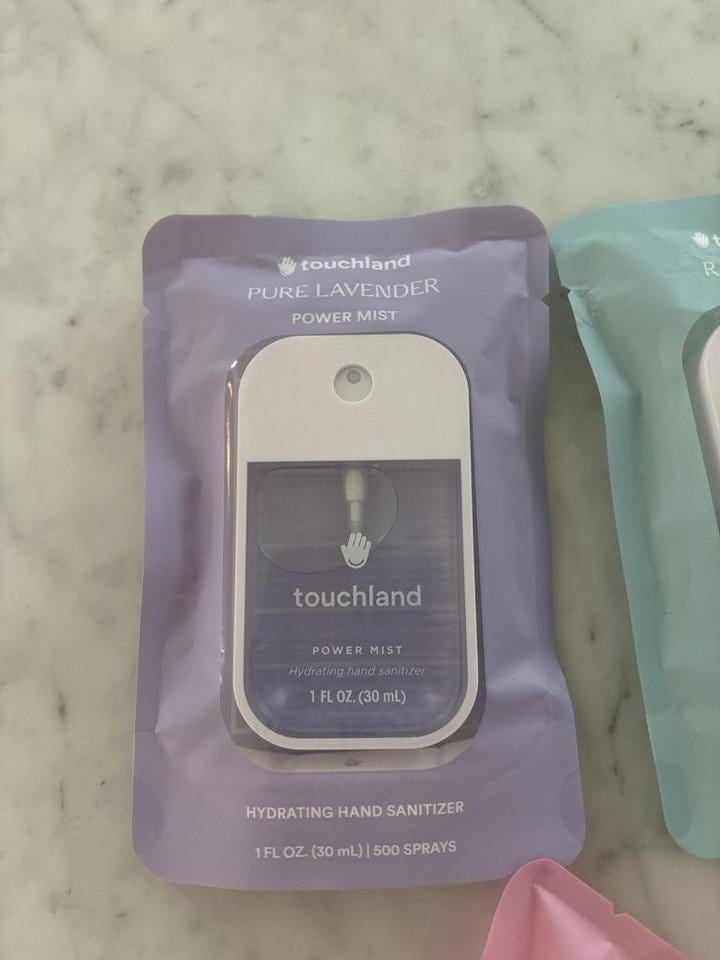 touchland
PURE LAVENDER
POWER MIST
touchland
POWER MIST
Hydrating hand sanitizer
1 FL OZ. (30 mL)
HYDRATING HAND SANITIZER
1 FL OZ. (30 mL) | 500 SPRAYS